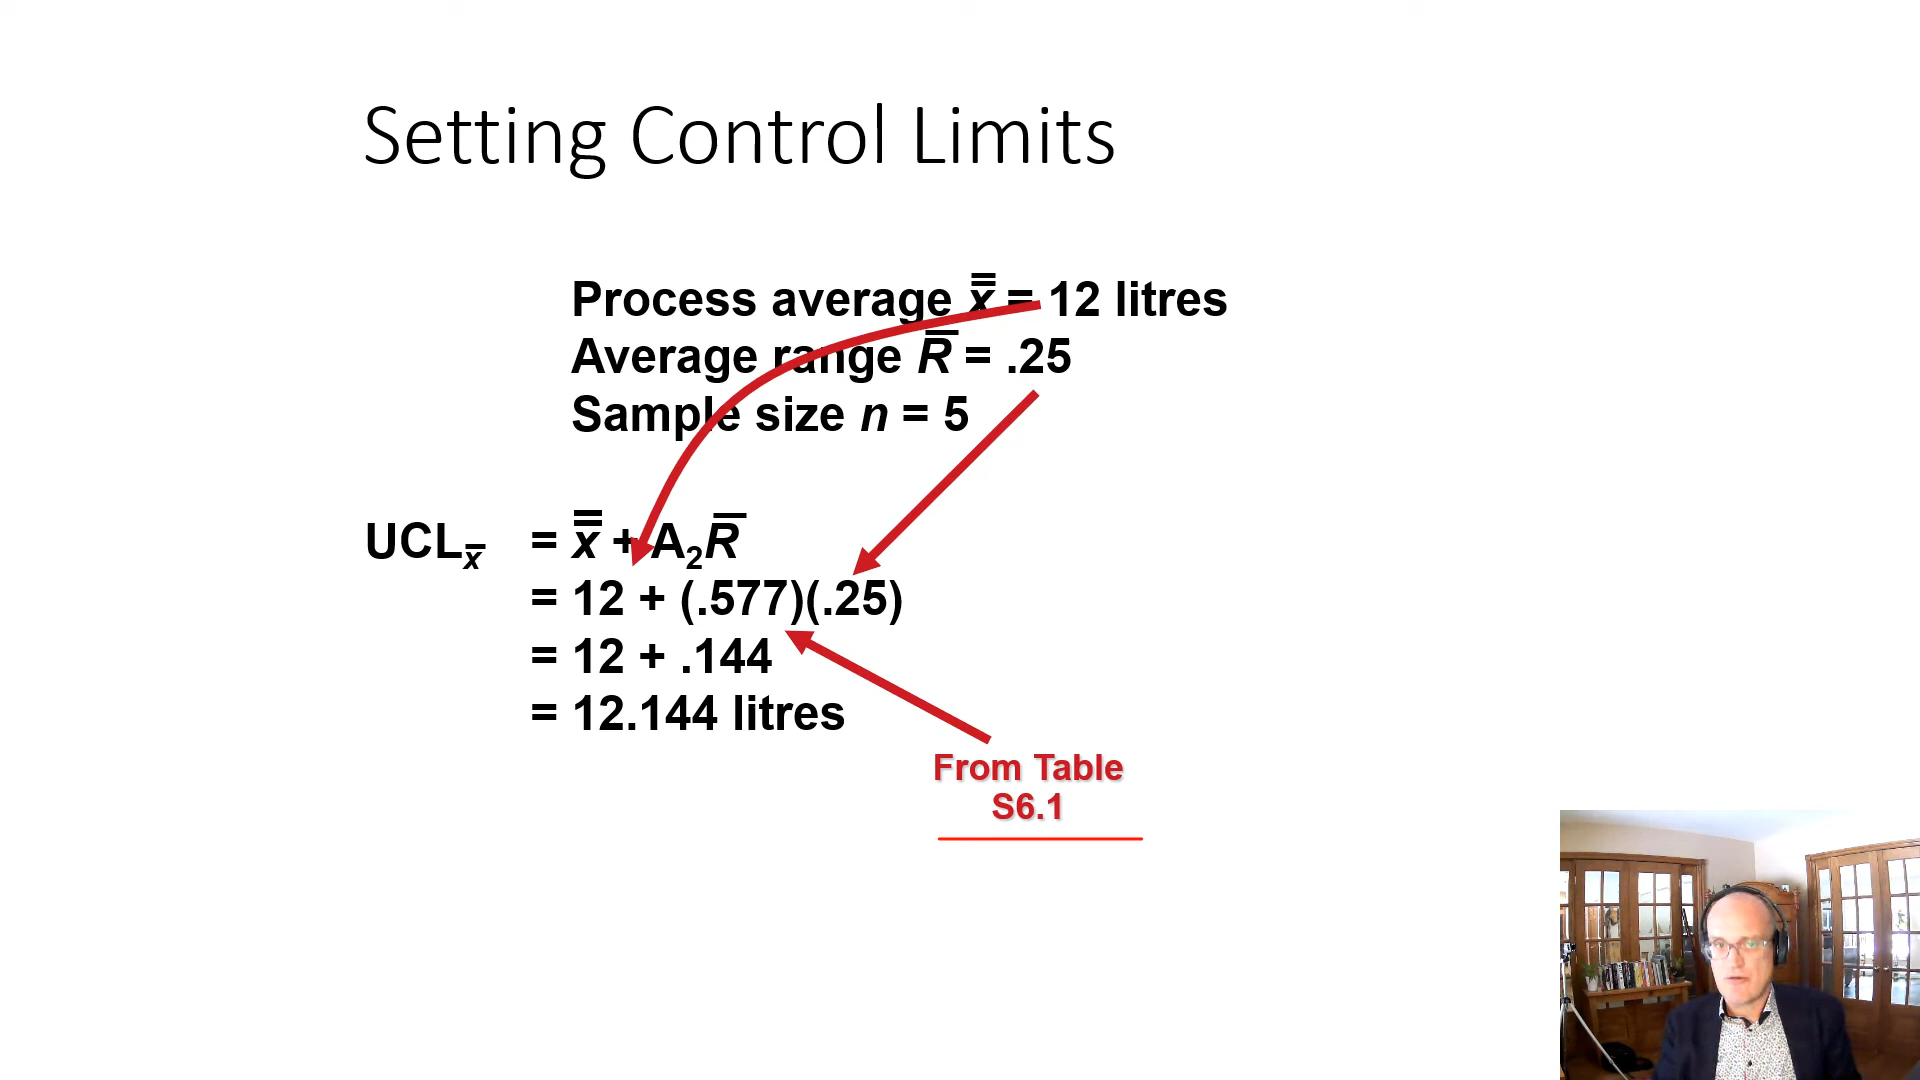 Setting Control Limits
Process average x̿ = 12 litres
Average range R̅ = .25
Sample size n = 5
UCLx̅ = x̿ + A₂R̅
= 12 + (.577)(.25)
= 12 + .144
= 12.144 litres
From Table
S6.1